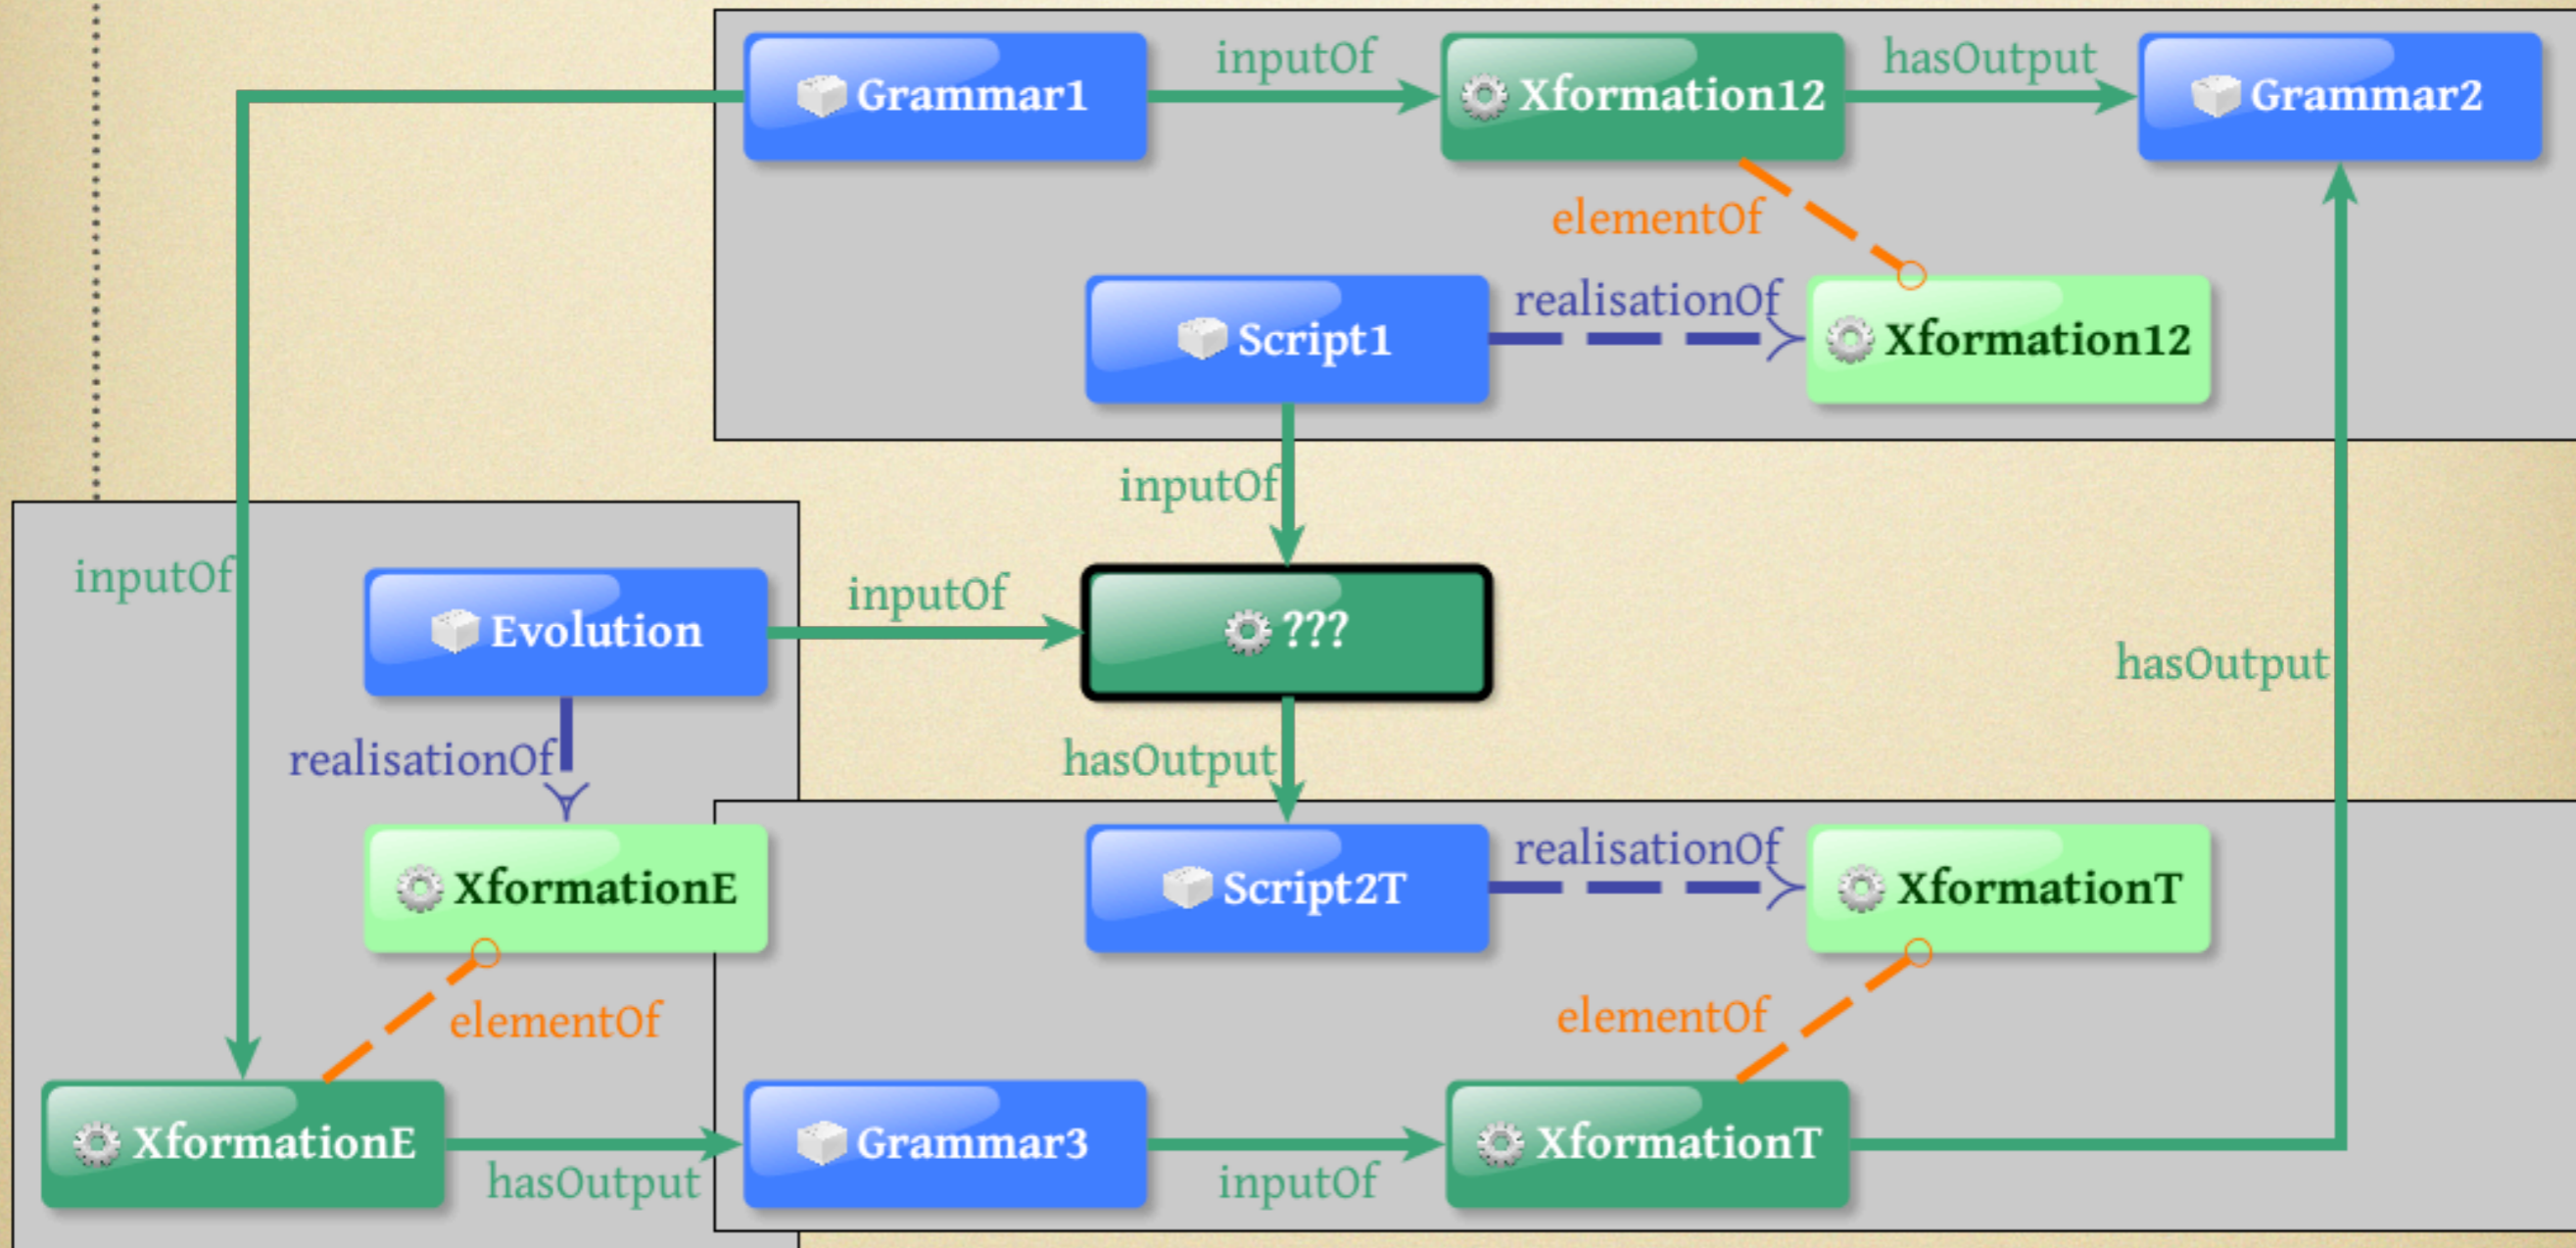 inputOf
hasOutput
Grammar1
Xformation12
Grammar2
elementOf
realisationOf
Script1
Xformation12
inputOf
inputOf
inputOf
Evolution
???
hasOutput
realisationOf
hasOutput
realisationOf
XformationE
Script2T
XformationT
elementOf
elementOf
XformationE
Grammar3
XformationT
hasOutput
inputOf